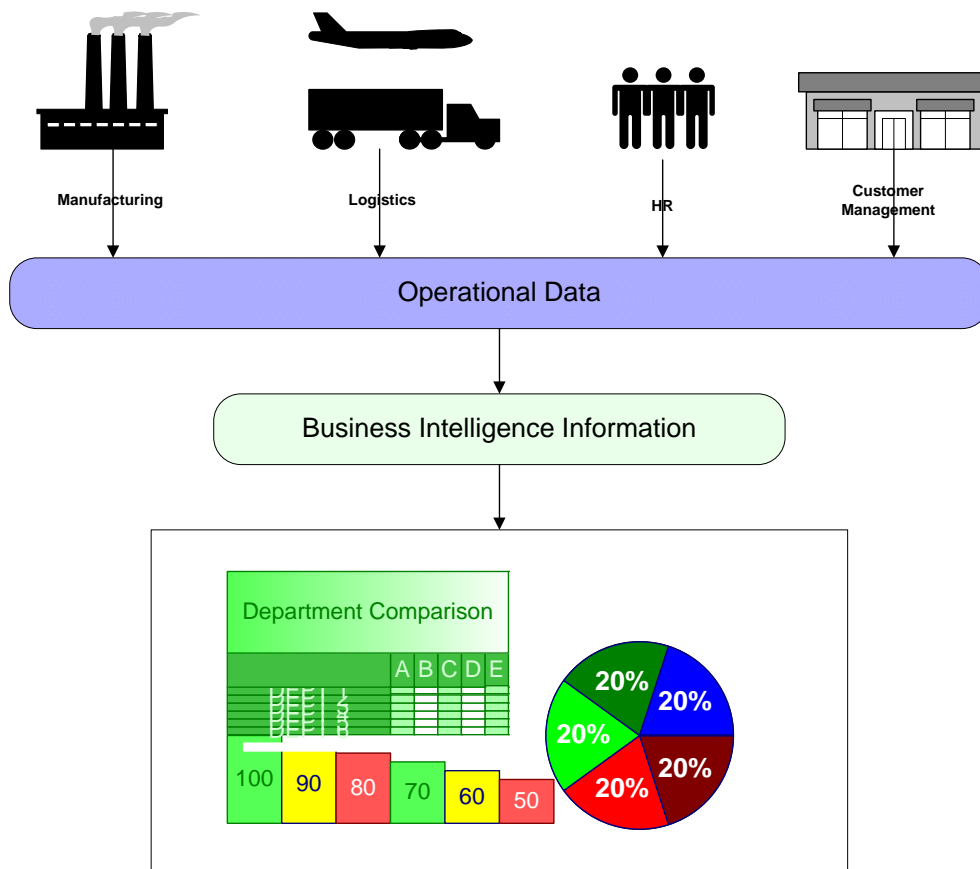 Manufacturing
Logistics
HR
Customer
Management
Operational Data
Business Intelligence Information
Department Comparison
A B C D E
100 90 80 70 60 50
20% 20%
20% 20% 20%